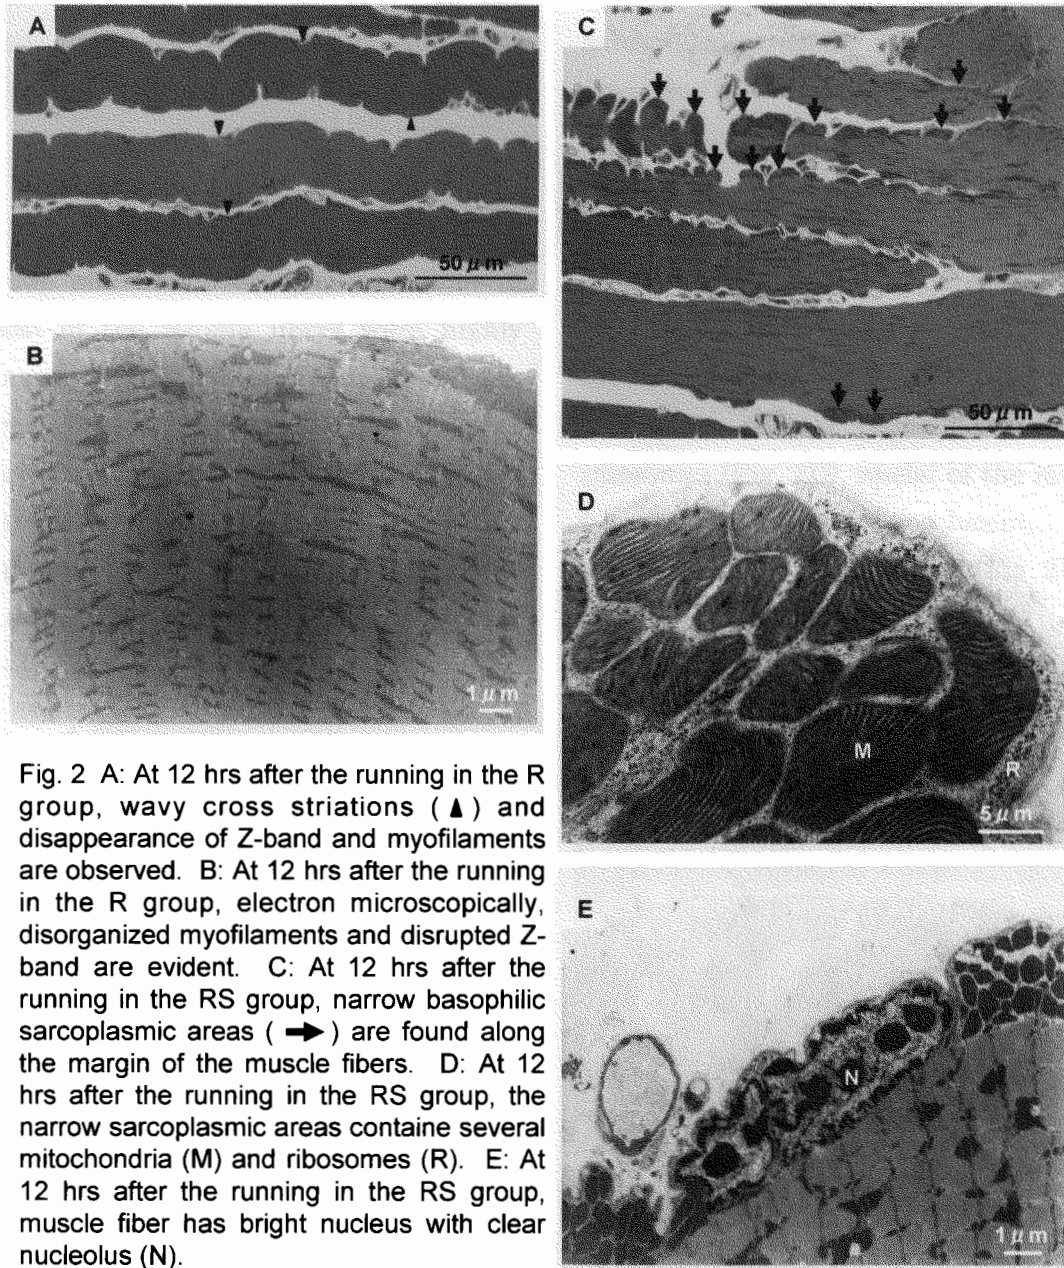 A
50 μm
B
1 μm
C
50 μm
D
M
R
5 μm
E
N
1 μm
Fig. 2 A: At 12 hrs after the running in the R
group, wavy cross striations ( ▲ ) and
disappearance of Z-band and myofilaments
are observed. B: At 12 hrs after the running
in the R group, electron microscopically,
disorganized myofilaments and disrupted Z-
band are evident. C: At 12 hrs after the
running in the RS group, narrow basophilic
sarcoplasmic areas ( ➡ ) are found along
the margin of the muscle fibers. D: At 12
hrs after the running in the RS group, the
narrow sarcoplasmic areas containe several
mitochondria (M) and ribosomes (R). E: At
12 hrs after the running in the RS group,
muscle fiber has bright nucleus with clear
nucleolus (N).